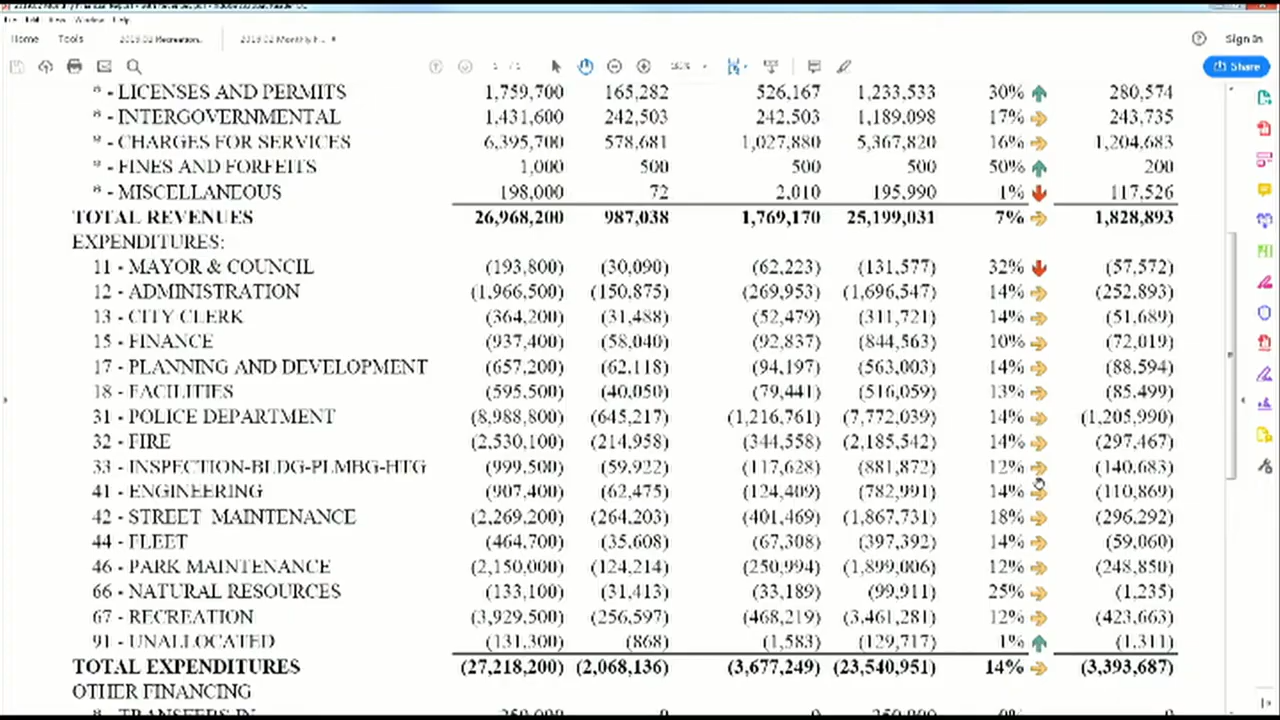 Home Tools 2019.02 Recreation... 2019.02 Monthly F... Sign In
Share
* - LICENSES AND PERMITS 1,759,700 165,282 526,167 1,233,533 30% 280,574
* - INTERGOVERNMENTAL 1,431,600 242,503 242,503 1,189,098 17% 243,735
* - CHARGES FOR SERVICES 6,395,700 578,681 1,027,880 5,367,820 16% 1,204,683
* - FINES AND FORFEITS 1,000 500 500 500 50% 200
* - MISCELLANEOUS 198,000 72 2,010 195,990 1% 117,526
TOTAL REVENUES 26,968,200 987,038 1,769,170 25,199,031 7% 1,828,893
EXPENDITURES:
11 - MAYOR & COUNCIL (193,800) (30,090) (62,223) (131,577) 32% (57,572)
12 - ADMINISTRATION (1,966,500) (150,875) (269,953) (1,696,547) 14% (252,893)
13 - CITY CLERK (364,200) (31,488) (52,479) (311,721) 14% (51,689)
15 - FINANCE (937,400) (58,040) (92,837) (844,563) 10% (72,019)
17 - PLANNING AND DEVELOPMENT (657,200) (62,118) (94,197) (563,003) 14% (88,594)
18 - FACILITIES (595,500) (40,050) (79,441) (516,059) 13% (85,499)
31 - POLICE DEPARTMENT (8,988,800) (645,217) (1,216,761) (7,772,039) 14% (1,205,990)
32 - FIRE (2,530,100) (214,958) (344,558) (2,185,542) 14% (297,467)
33 - INSPECTION-BLDG-PLMBG-HTG (999,500) (59,922) (117,628) (881,872) 12% (140,683)
41 - ENGINEERING (907,400) (62,475) (124,409) (782,991) 14% (110,869)
42 - STREET MAINTENANCE (2,269,200) (264,203) (401,469) (1,867,731) 18% (296,292)
44 - FLEET (464,700) (35,608) (67,308) (397,392) 14% (59,060)
46 - PARK MAINTENANCE (2,150,000) (124,214) (250,994) (1,899,006) 12% (248,850)
66 - NATURAL RESOURCES (133,100) (31,413) (33,189) (99,911) 25% (1,235)
67 - RECREATION (3,929,500) (256,597) (468,219) (3,461,281) 12% (423,663)
91 - UNALLOCATED (131,300) (868) (1,583) (129,717) 1% (1,311)
TOTAL EXPENDITURES (27,218,200) (2,068,136) (3,677,249) (23,540,951) 14% (3,393,687)
OTHER FINANCING